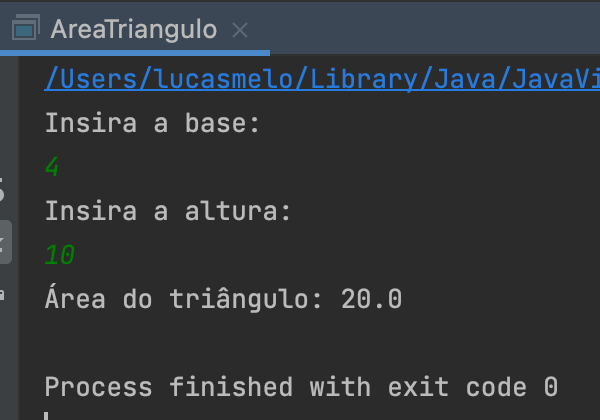 AreaTriangulo
/Users/lucasmelo/Library/Java/JavaVi
Insira a base:
4
Insira a altura:
10
Área do triângulo: 20.0
Process finished with exit code 0